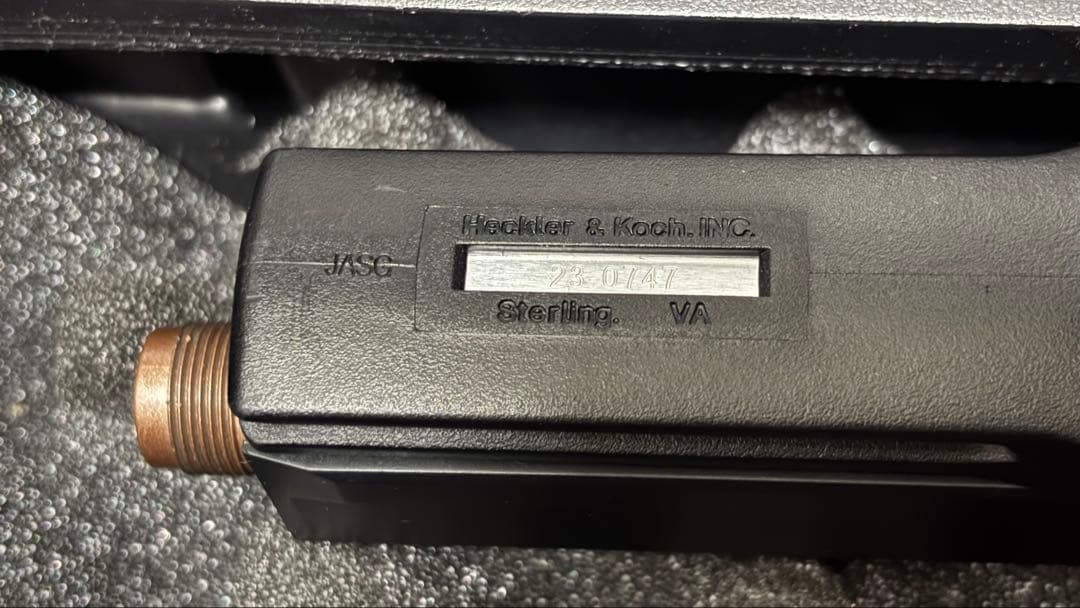 Heckler & Koch. INC.
JASG
23-0747
Sterling. VA